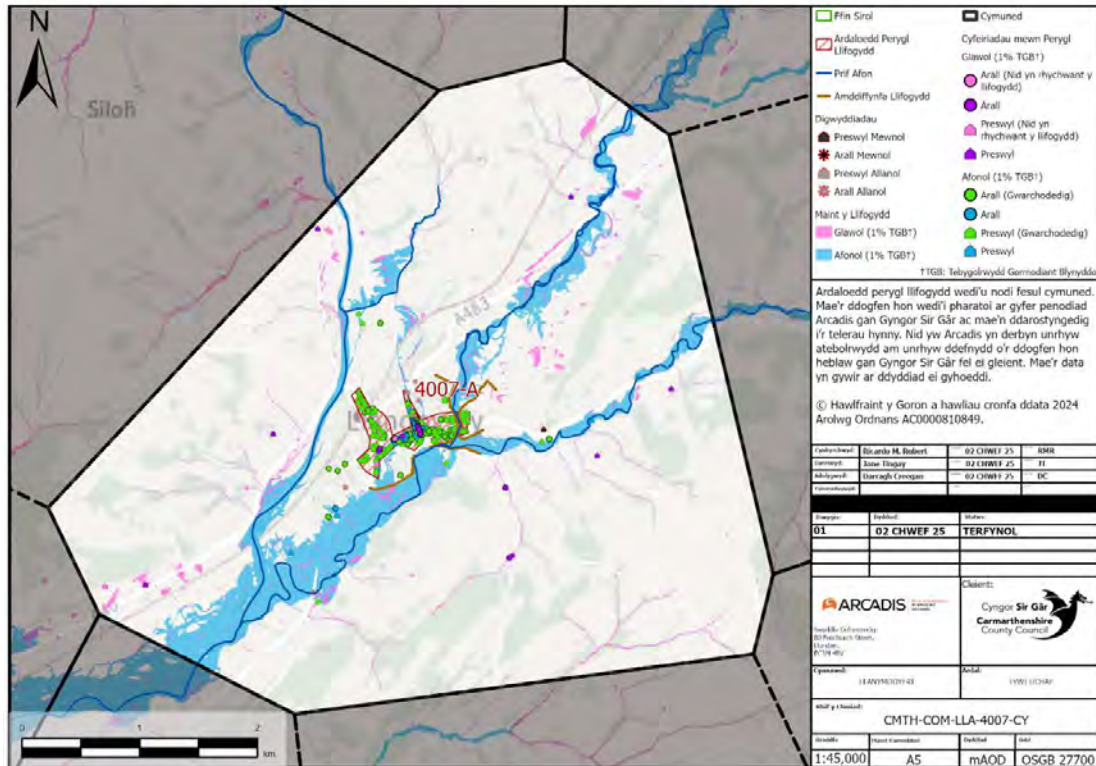 N
Siloh
A483
4007-A
0 1 2
km.
Ffin Sirol
Ardaloedd Perygl
Llifogydd
Prif Afon
Amddiffynfa Llifogydd
Digwyddiadau
Preswyl Mewnol
Arall Mewnol
Preswyl Allanol
Arall Allanol
Maint y Llifogydd
Glawol (1% TGB†)
Afonol (1% TGB†)
Cymuned
Cyfeiriadau mewn Perygl
Glawol (1% TGB†)
Arall (Nid yn rhychwant y
llifogydd)
Arall
Preswyl (Nid yn
rhychwant y llifogydd)
Preswyl
Afonol (1% TGB†)
Arall (Gwarchodedig)
Arall
Preswyl (Gwarchodedig)
Preswyl
†TGB: Tebygolrwydd Gormodiant Blynyddol
Ardaloedd perygl llifogydd wedi'u nodi fesul cymuned.
Mae'r ddogfen hon wedi'i pharatoi ar gyfer penodiad
Arcadis gan Gyngor Sir Gâr ac mae'n ddarostyngedig
i'r telerau hynny. Nid yw Arcadis yn derbyn unrhyw
atebolrwydd am unrhyw ddefnydd o'r ddogfen hon
heblaw gan Gyngor Sir Gâr fel ei gleient. Mae'r data
yn gywir ar ddyddiad ei gyhoeddi.
© Hawlfraint y Goron a hawliau cronfa ddata 2024
Arolwg Ordnans AC0000810849.
Ricardo M. Robert 02 CHWEF 25 RMR
Jane Tingay 02 CHWEF 25 JT
Darragh Creegan 02 CHWEF 25 DC
01 02 CHWEF 25 TERFYNOL
ARCADIS
Cleient:
Cyngor Sir Gâr
Carmarthenshire
County Council
CMTH-COM-LLA-4007-CY
1:45,000 A5 mAOD OSGB 27700